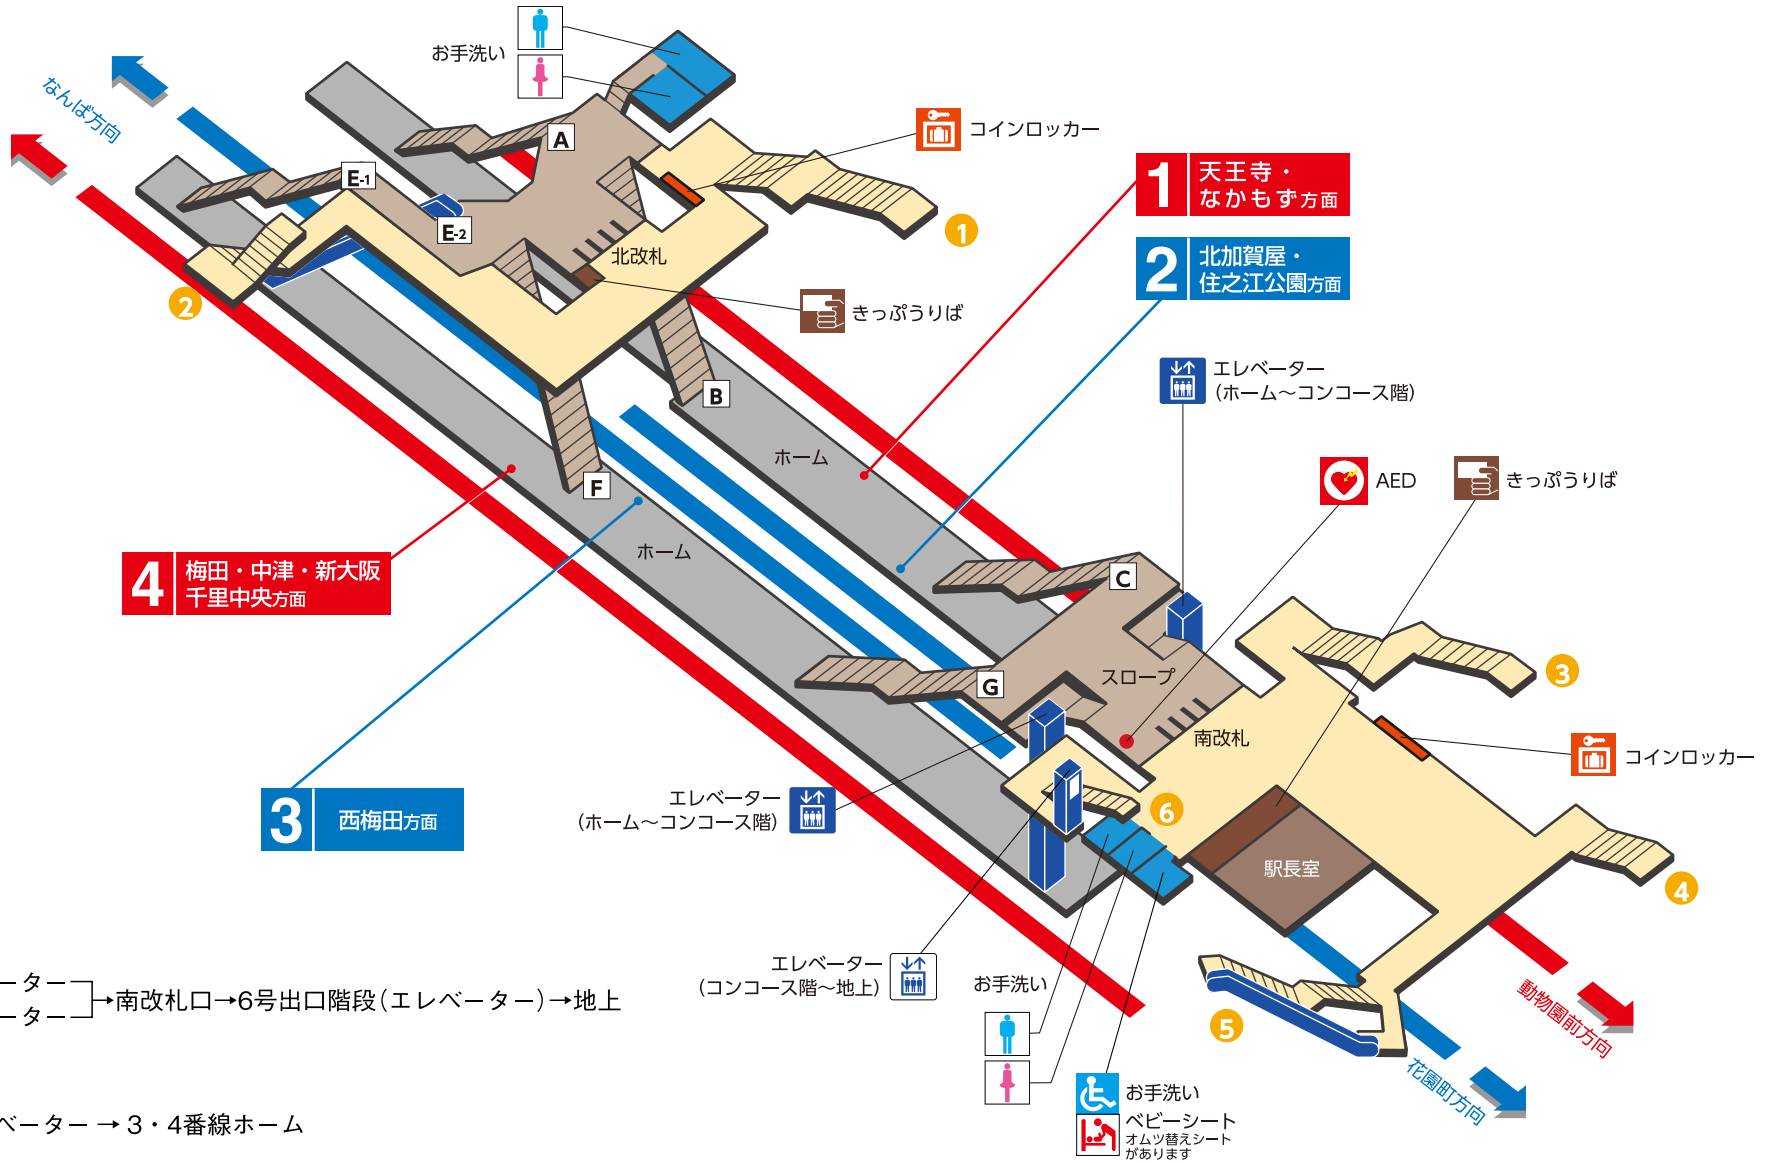 お手洗い
なんば方向
A
コインロッカー
E-1
E-2
1
北改札
2
きっぷうりば
1 天王寺・
なかもず方面
2 北加賀屋・
住之江公園方面
B
エレベーター
(ホーム〜コンコース階)
ホーム
F
AED
きっぷうりば
ホーム
4 梅田・中津・新大阪
千里中央方面
C
G
スロープ
3
南改札
コインロッカー
3 西梅田方面
エレベーター
(ホーム〜コンコース階)
6
駅長室
4
エレベーター
(コンコース階〜地上)
お手洗い
5
動物園前方向
花園町方向
ーター
ーター
→南改札口→6号出口階段(エレベーター)→地上
お手洗い
ベビーシート
オムツ替えシート
があります
ベーター → 3・4番線ホーム